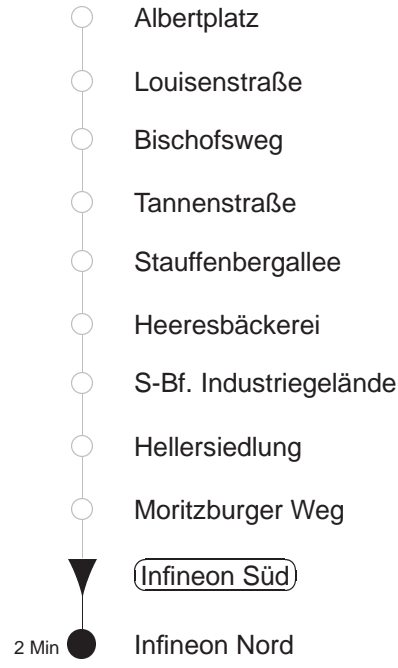 Albertplatz
Louisenstraße
Bischofsweg
Tannenstraße
Stauffenbergallee
Heeresbäckerei
S-Bf. Industriegelände
Hellersiedlung
Moritzburger Weg
Infineon Süd
2 Min Infineon Nord